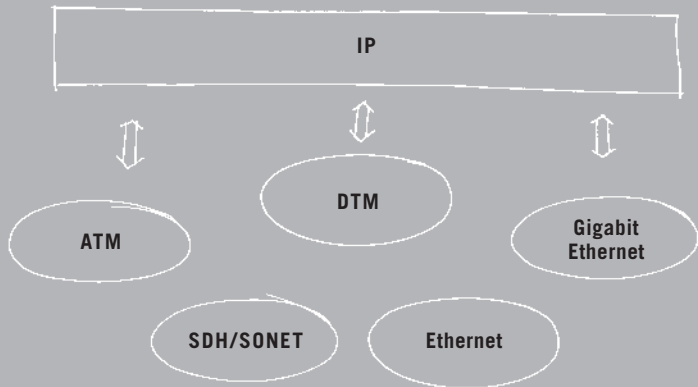 IP
DTM
ATM
Gigabit
Ethernet
SDH/SONET
Ethernet